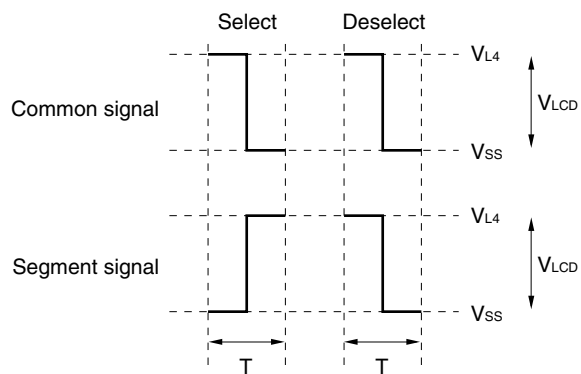 Select Deselect
VL4
Common signal
VLCD
VSS
VL4
Segment signal
VLCD
VSS
T T